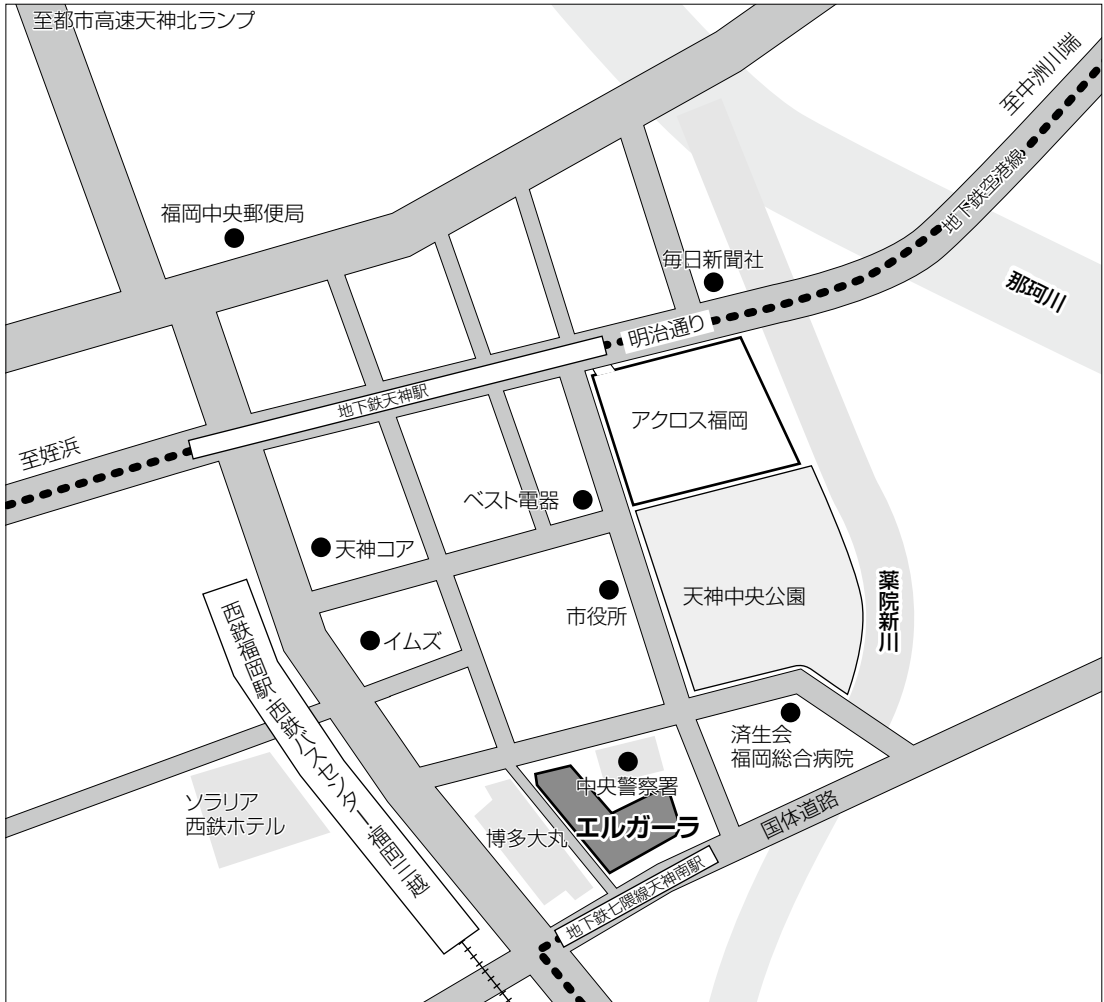 至都市高速天神北ランプ
至中洲川端
地下鉄空港線
福岡中央郵便局
毎日新聞社
那珂川
明治通り
地下鉄天神駅
アクロス福岡
至姪浜
ベスト電器
天神コア
天神中央公園
薬院新川
市役所
イムズ
西鉄福岡駅・西鉄バスセンター・福岡三越
済生会
福岡総合病院
中央警察署
ソラリア
西鉄ホテル
博多大丸
エルガーラ
国体道路
地下鉄七隈線天神南駅